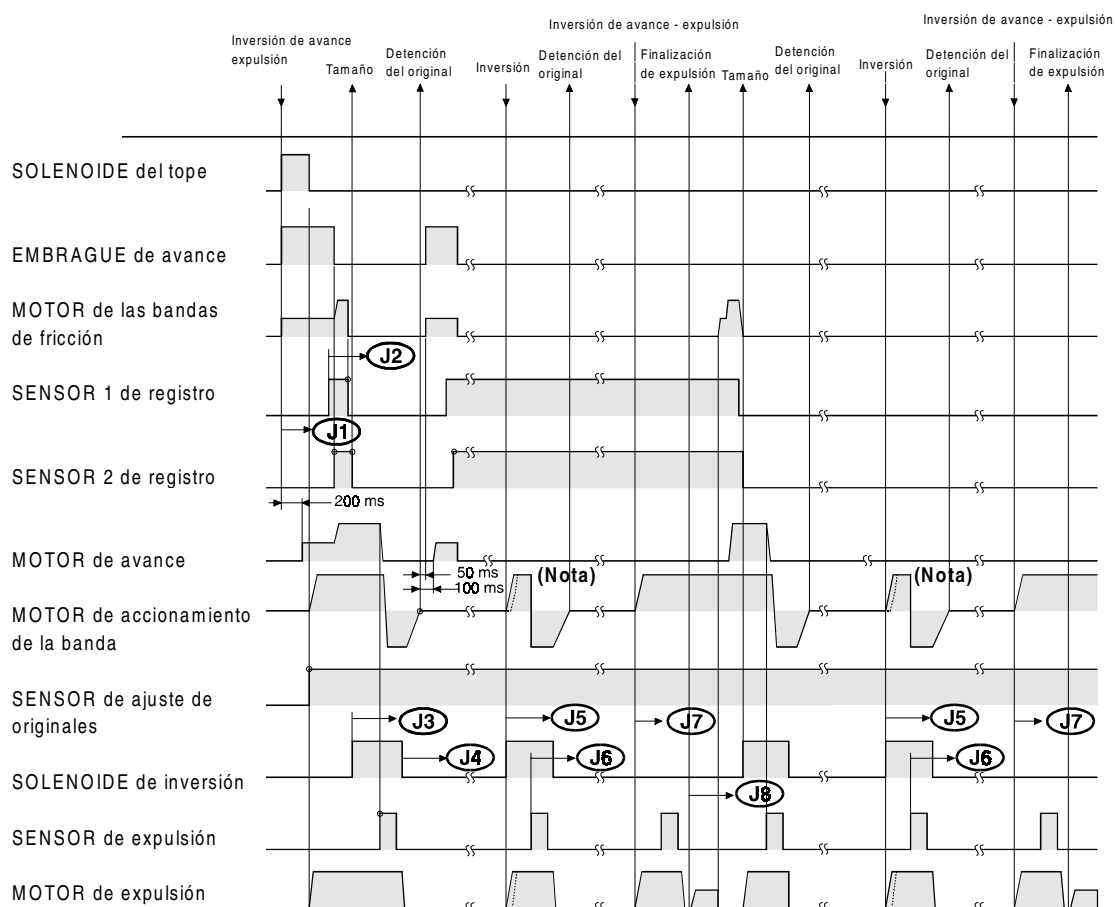 Inversión de avance - expulsión
Inversión de avance - expulsión
Inversión de avance
expulsión
Tamaño
Detención
del original
Inversión
Detención del
original
Finalización
de expulsión
Tamaño
Detención
del original
Inversión
Detención del
original
Finalización
de expulsión
SOLENOIDE del tope
EMBRAGUE de avance
MOTOR de las bandas
de fricción
J2
SENSOR 1 de registro
J1
SENSOR 2 de registro
200 ms
MOTOR de avance
50 ms
(Nota)
(Nota)
100 ms
MOTOR de accionamiento
de la banda
SENSOR de ajuste de
originales
J3
J5
J7
J5
J7
J4
J6
J6
SOLENOIDE de inversión
J8
SENSOR de expulsión
MOTOR de expulsión